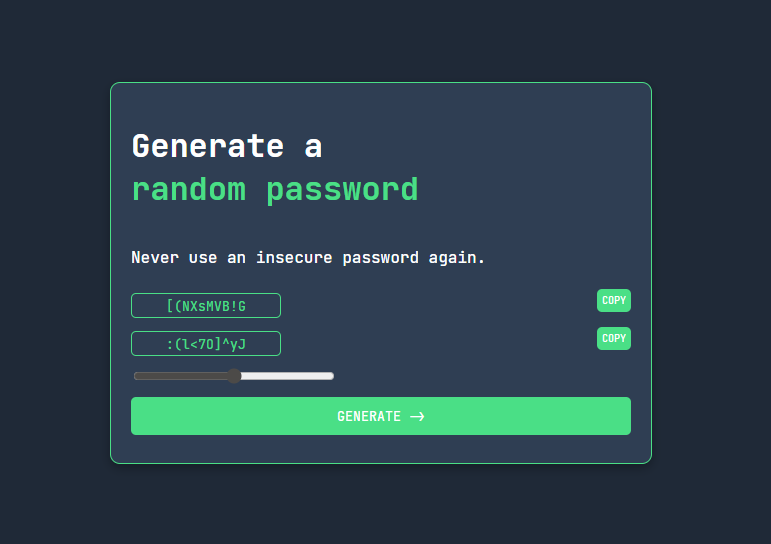 Generate a
random password
Never use an insecure password again.
[(NXsMVB!G COPY
:(l<7O]^yJ COPY
GENERATE →